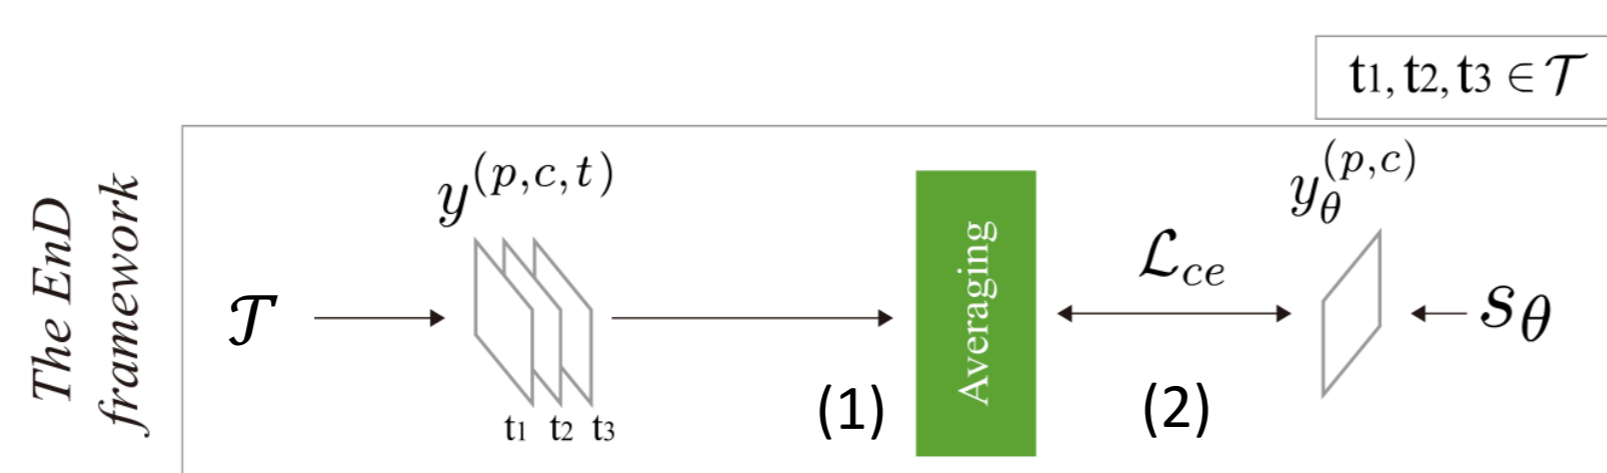 t1, t2, t3 ∈ 𝒯
The EnD
framework
y^(p,c,t)
y_θ^(p,c)
𝒯
t1 t2 t3
Averaging
ℒ_ce
s_θ
(1)
(2)